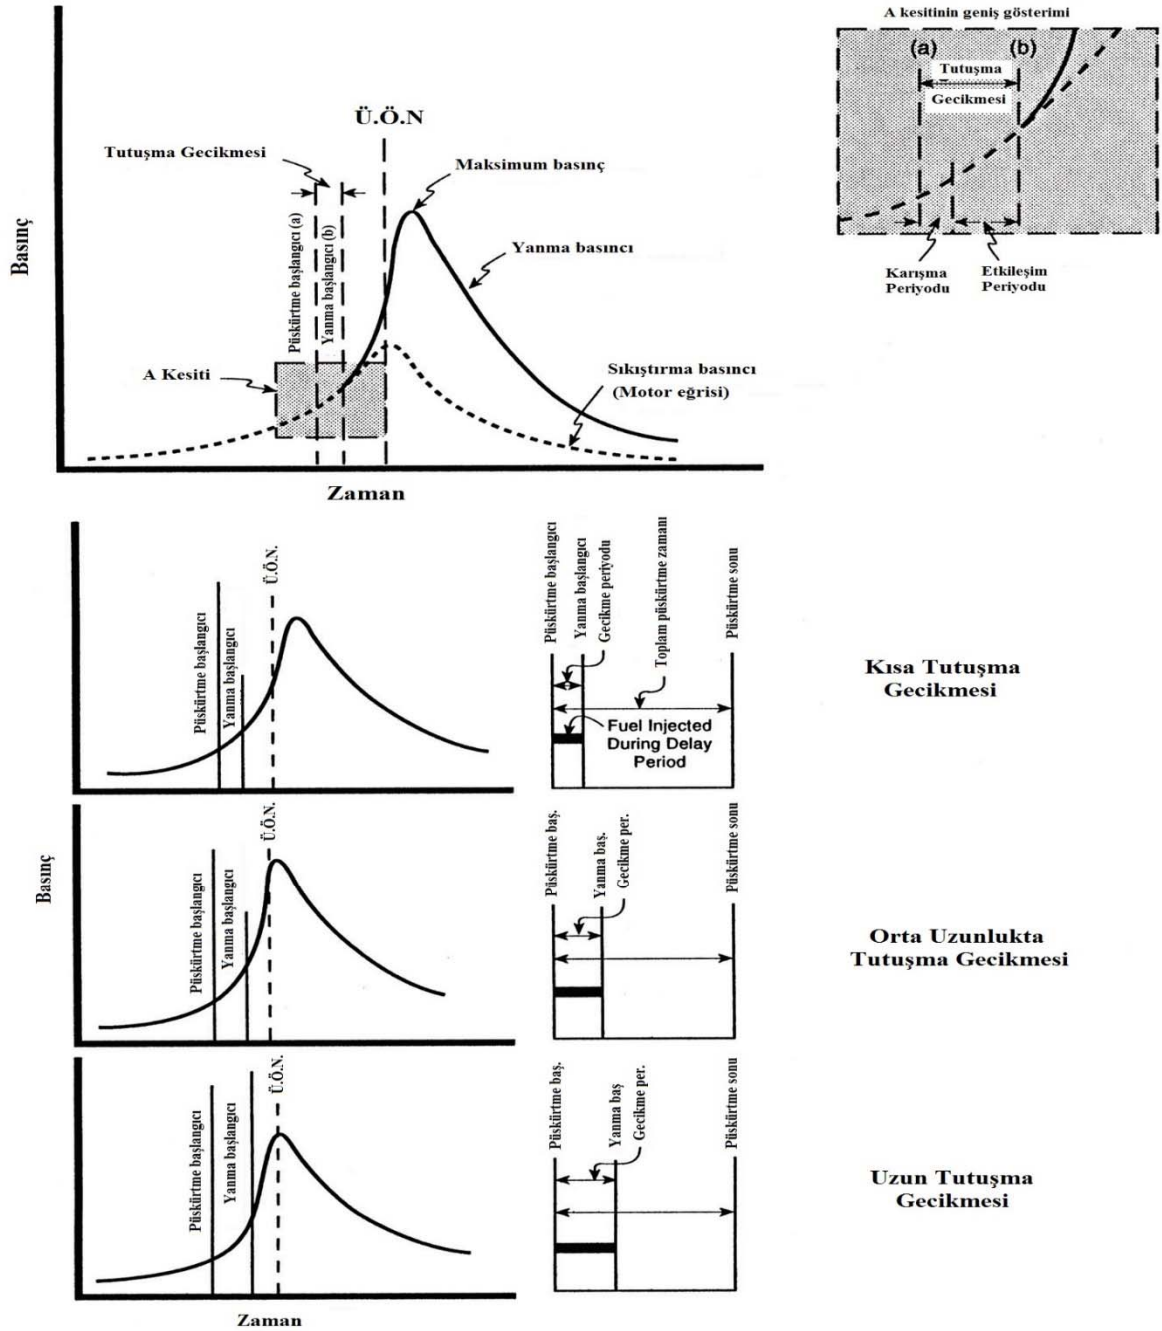 A kesitinin geniş gösterimi
(a)
(b)
Tutuşma
Gecikmesi
Karışma
Periyodu
Etkileşim
Periyodu
Ü.Ö.N
Tutuşma Gecikmesi
Maksimum basınç
Püskürtme başlangıcı (a)
Yanma başlangıcı (b)
Yanma basıncı
Basınç
A Kesiti
Sıkıştırma basıncı
(Motor eğrisi)
Zaman
Püskürtme başlangıcı
Yanma başlangıcı
Ü.Ö.N.
Püskürtme başlangıcı
Yanma başlangıcı
Gecikme periyodu
Toplam püskürtme zamanı
Püskürtme sonu
Fuel Injected
During Delay
Period
Kısa Tutuşma
Gecikmesi
Basınç
Püskürtme başlangıcı
Yanma başlangıcı
Ü.Ö.N.
Püskürtme baş.
Yanma baş.
Gecikme per.
Püskürtme sonu
Orta Uzunlukta
Tutuşma Gecikmesi
Püskürtme başlangıcı
Yanma başlangıcı
Ü.Ö.N.
Püskürtme baş.
Yanma baş
Gecikme per.
Püskürtme sonu
Uzun Tutuşma
Gecikmesi
Zaman